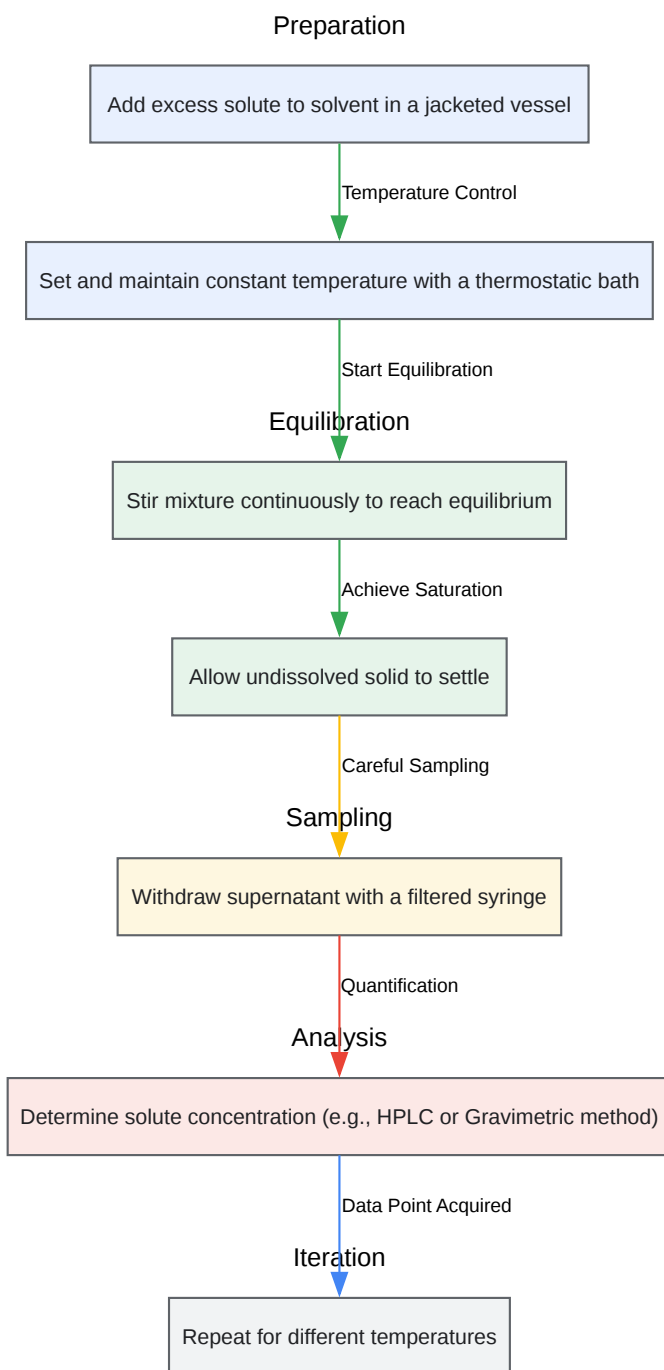 Preparation
Add excess solute to solvent in a jacketed vessel
Temperature Control
Set and maintain constant temperature with a thermostatic bath
Start Equilibration
Equilibration
Stir mixture continuously to reach equilibrium
Achieve Saturation
Allow undissolved solid to settle
Careful Sampling
Sampling
Withdraw supernatant with a filtered syringe
Quantification
Analysis
Determine solute concentration (e.g., HPLC or Gravimetric method)
Data Point Acquired
Iteration
Repeat for different temperatures